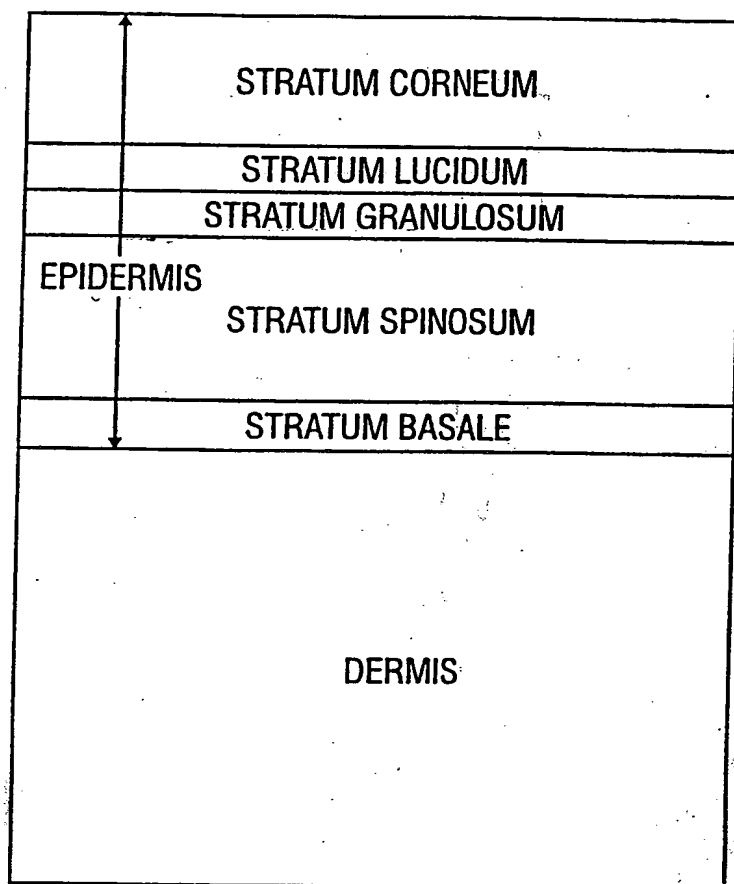 STRATUM CORNEUM
STRATUM LUCIDUM
STRATUM GRANULOSUM
EPIDERMIS
STRATUM SPINOSUM
STRATUM BASALE
DERMIS